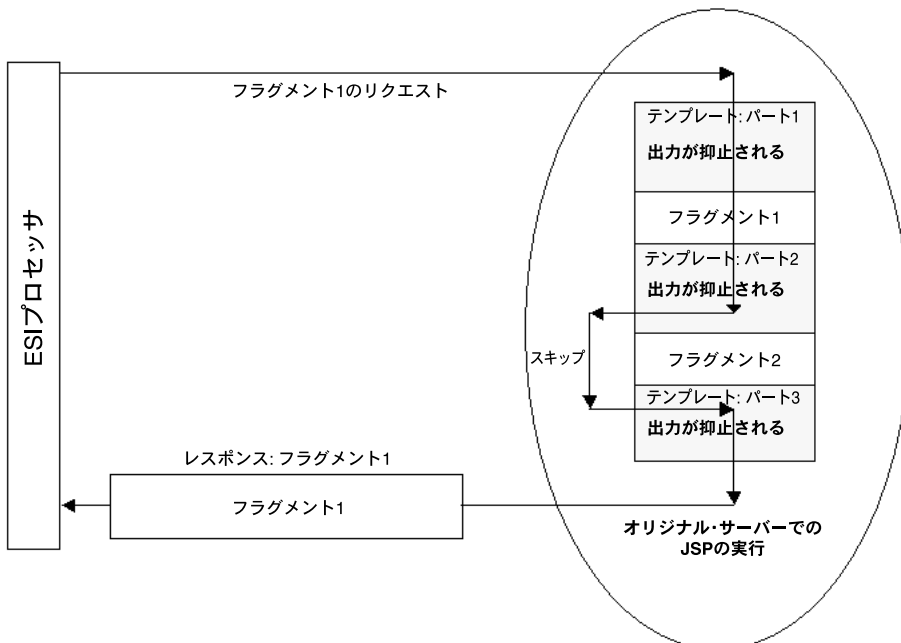 ESIプロセッサ
フラグメント1のリクエスト
テンプレート: パート1
出力が抑止される
フラグメント1
テンプレート: パート2
出力が抑止される
スキップ
フラグメント2
テンプレート: パート3
出力が抑止される
レスポンス: フラグメント1
フラグメント1
オリジナル・サーバーでの
JSPの実行